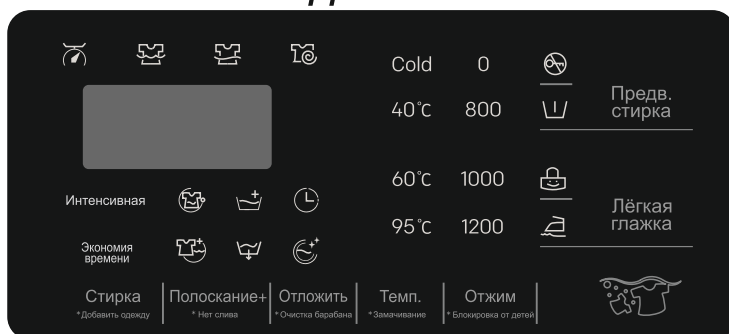 Cold 0
40°C 800
Предв.
стирка
60°C 1000
Интенсивная
Лёгкая
глажка
95°C 1200
Экономия
времени
Стирка Полоскание+ Отложить Темп. Отжим
*Добавить одежду *Нет слива *Очистка барабана *Замачивание *Блокировка от детей